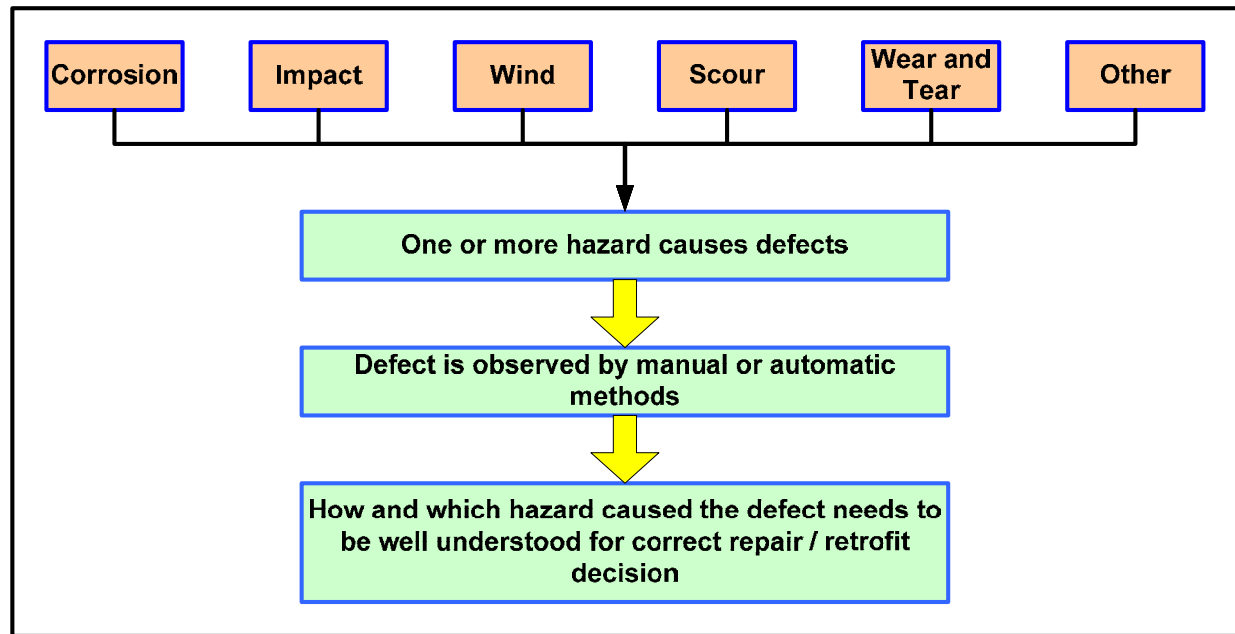 Corrosion
Impact
Wind
Scour
Wear and
Tear
Other
One or more hazard causes defects
Defect is observed by manual or automatic
methods
How and which hazard caused the defect needs to
be well understood for correct repair / retrofit
decision